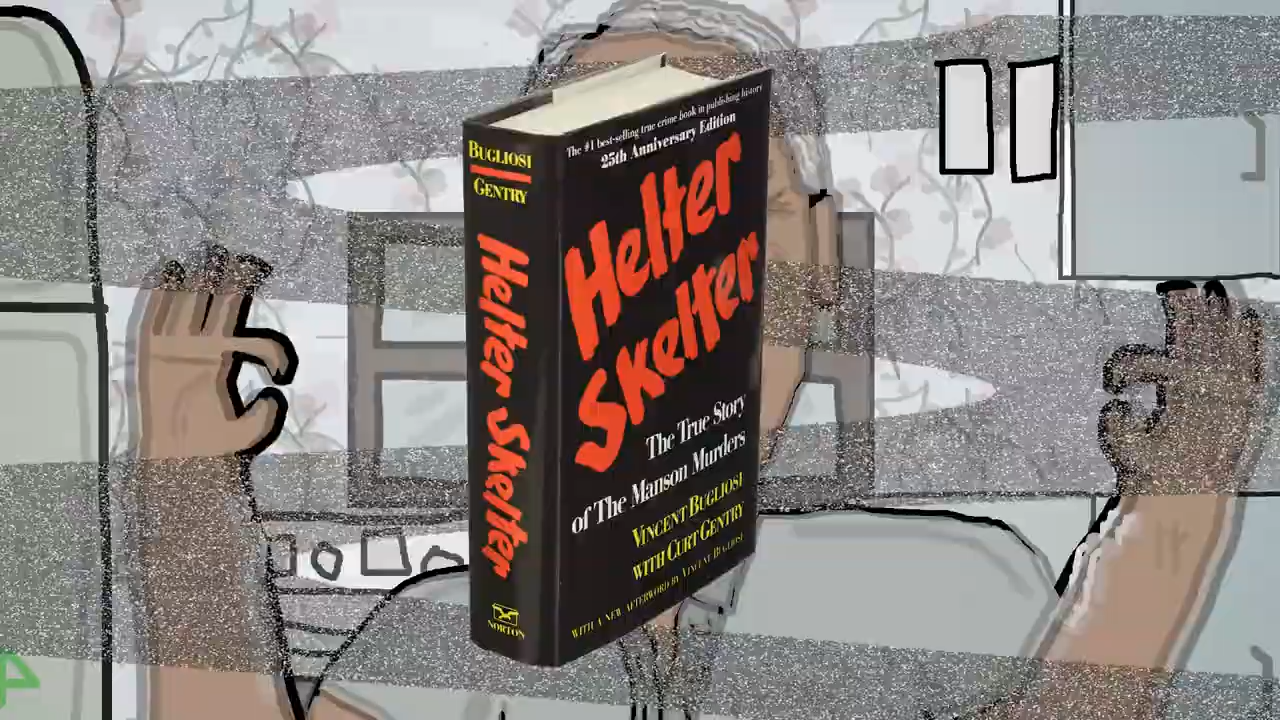 BUGLIOSI
GENTRY
Helter Skelter
NORTON
The #1 best-selling true crime book in publishing history
25th Anniversary Edition
Helter
Skelter
The True Story
of The Manson Murders
VINCENT BUGLIOSI
WITH CURT GENTRY
WITH A NEW AFTERWORD BY VINCENT BUGLIOSI
4